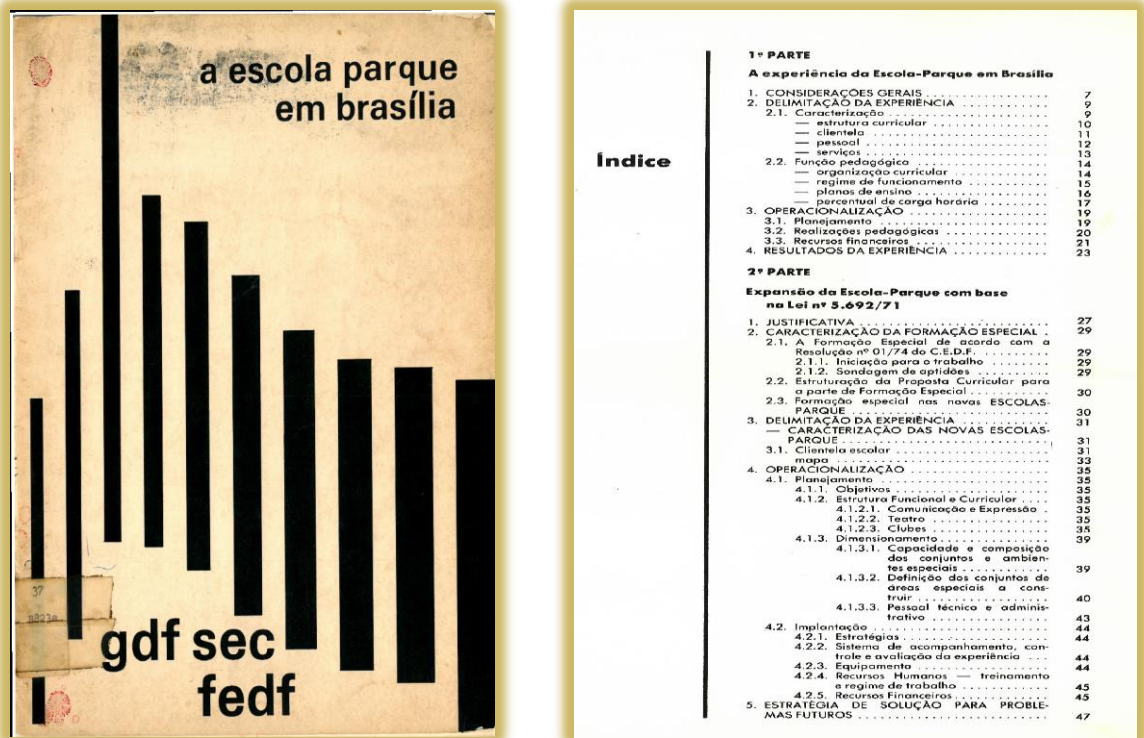 a escola parque
em brasília
37
gdf sec
fedf
Índice
1ª PARTE
A experiência da Escola-Parque em Brasília
1. CONSIDERAÇÕES GERAIS . . . . . . . . . . . . . . . . 7
2. DELIMITAÇÃO DA EXPERIÊNCIA . . . . . . . . . . . 9
2.1. Caracterização . . . . . . . . . . . . . . . . . . . . . 9
— estrutura curricular . . . . . . . . . . . . . . . 10
— clientela . . . . . . . . . . . . . . . . . . . . . . . 11
— pessoal . . . . . . . . . . . . . . . . . . . . . . . . 12
— serviços . . . . . . . . . . . . . . . . . . . . . . . 13
2.2. Função pedagógica . . . . . . . . . . . . . . . . . 14
— organização curricular . . . . . . . . . . . . . 14
— regime de funcionamento . . . . . . . . . . . 15
— planos de ensino . . . . . . . . . . . . . . . . . 16
— percentual de carga horária . . . . . . . . . 17
3. OPERACIONALIZAÇÃO . . . . . . . . . . . . . . . . . . 19
3.1. Planejamento . . . . . . . . . . . . . . . . . . . . . 19
3.2. Realizações pedagógicas . . . . . . . . . . . . . 20
3.3. Recursos financeiros . . . . . . . . . . . . . . . . 21
4. RESULTADOS DA EXPERIÊNCIA . . . . . . . . . . . . 23
2ª PARTE
Expansão da Escola-Parque com base
na Lei nº 5.692/71
1. JUSTIFICATIVA . . . . . . . . . . . . . . . . . . . . . . . . 27
2. CARACTERIZAÇÃO DA FORMAÇÃO ESPECIAL . 29
2.1. A Formação Especial de acordo com a
Resolução nº 01/74 do C.E.D.F. . . . . . . . . . 29
2.1.1. Iniciação para o trabalho . . . . . . . . 29
2.1.2. Sondagem de aptidões . . . . . . . . . . 29
2.2. Estruturação da Proposta Curricular para
a parte de Formação Especial . . . . . . . . . . . 30
2.3. Formação especial nas novas ESCOLAS-
PARQUE . . . . . . . . . . . . . . . . . . . . . . . . . . 30
3. DELIMITAÇÃO DA EXPERIÊNCIA . . . . . . . . . . . 31
— CARACTERIZAÇÃO DAS NOVAS ESCOLAS-
PARQUE . . . . . . . . . . . . . . . . . . . . . . . . . . . 31
3.1. Clientela escolar . . . . . . . . . . . . . . . . . . . 31
mapa . . . . . . . . . . . . . . . . . . . . . . . . . . . . 33
4. OPERACIONALIZAÇÃO . . . . . . . . . . . . . . . . . . 35
4.1. Planejamento . . . . . . . . . . . . . . . . . . . . . 35
4.1.1. Objetivos . . . . . . . . . . . . . . . . . . . . 35
4.1.2. Estrutura Funcional e Curricular . . . . 35
4.1.2.1. Comunicação e Expressão . 35
4.1.2.2. Teatro . . . . . . . . . . . . . . . . 35
4.1.2.3. Clubes . . . . . . . . . . . . . . . . 35
4.1.3. Dimensionamento . . . . . . . . . . . . . . 39
4.1.3.1. Capacidade e composição
dos conjuntos e ambien-
tes especiais . . . . . . . . . . . . 39
4.1.3.2. Definição dos conjuntos de
áreas especiais a cons-
truir . . . . . . . . . . . . . . . . . . 40
4.1.3.3. Pessoal técnico e adminis-
trativo . . . . . . . . . . . . . . . . 43
4.2. Implantação . . . . . . . . . . . . . . . . . . . . . . 44
4.2.1. Estratégias . . . . . . . . . . . . . . . . . . . 44
4.2.2. Sistema de acompanhamento, con-
trole e avaliação da experiência . . . 44
4.2.3. Equipamento . . . . . . . . . . . . . . . . . 44
4.2.4. Recursos Humanos — treinamento
e regime de trabalho . . . . . . . . . . . . 45
4.2.5. Recursos Financeiros . . . . . . . . . . . . 45
5. ESTRATÉGIA DE SOLUÇÃO PARA PROBLE-
MAS FUTUROS . . . . . . . . . . . . . . . . . . . . . . . . 47